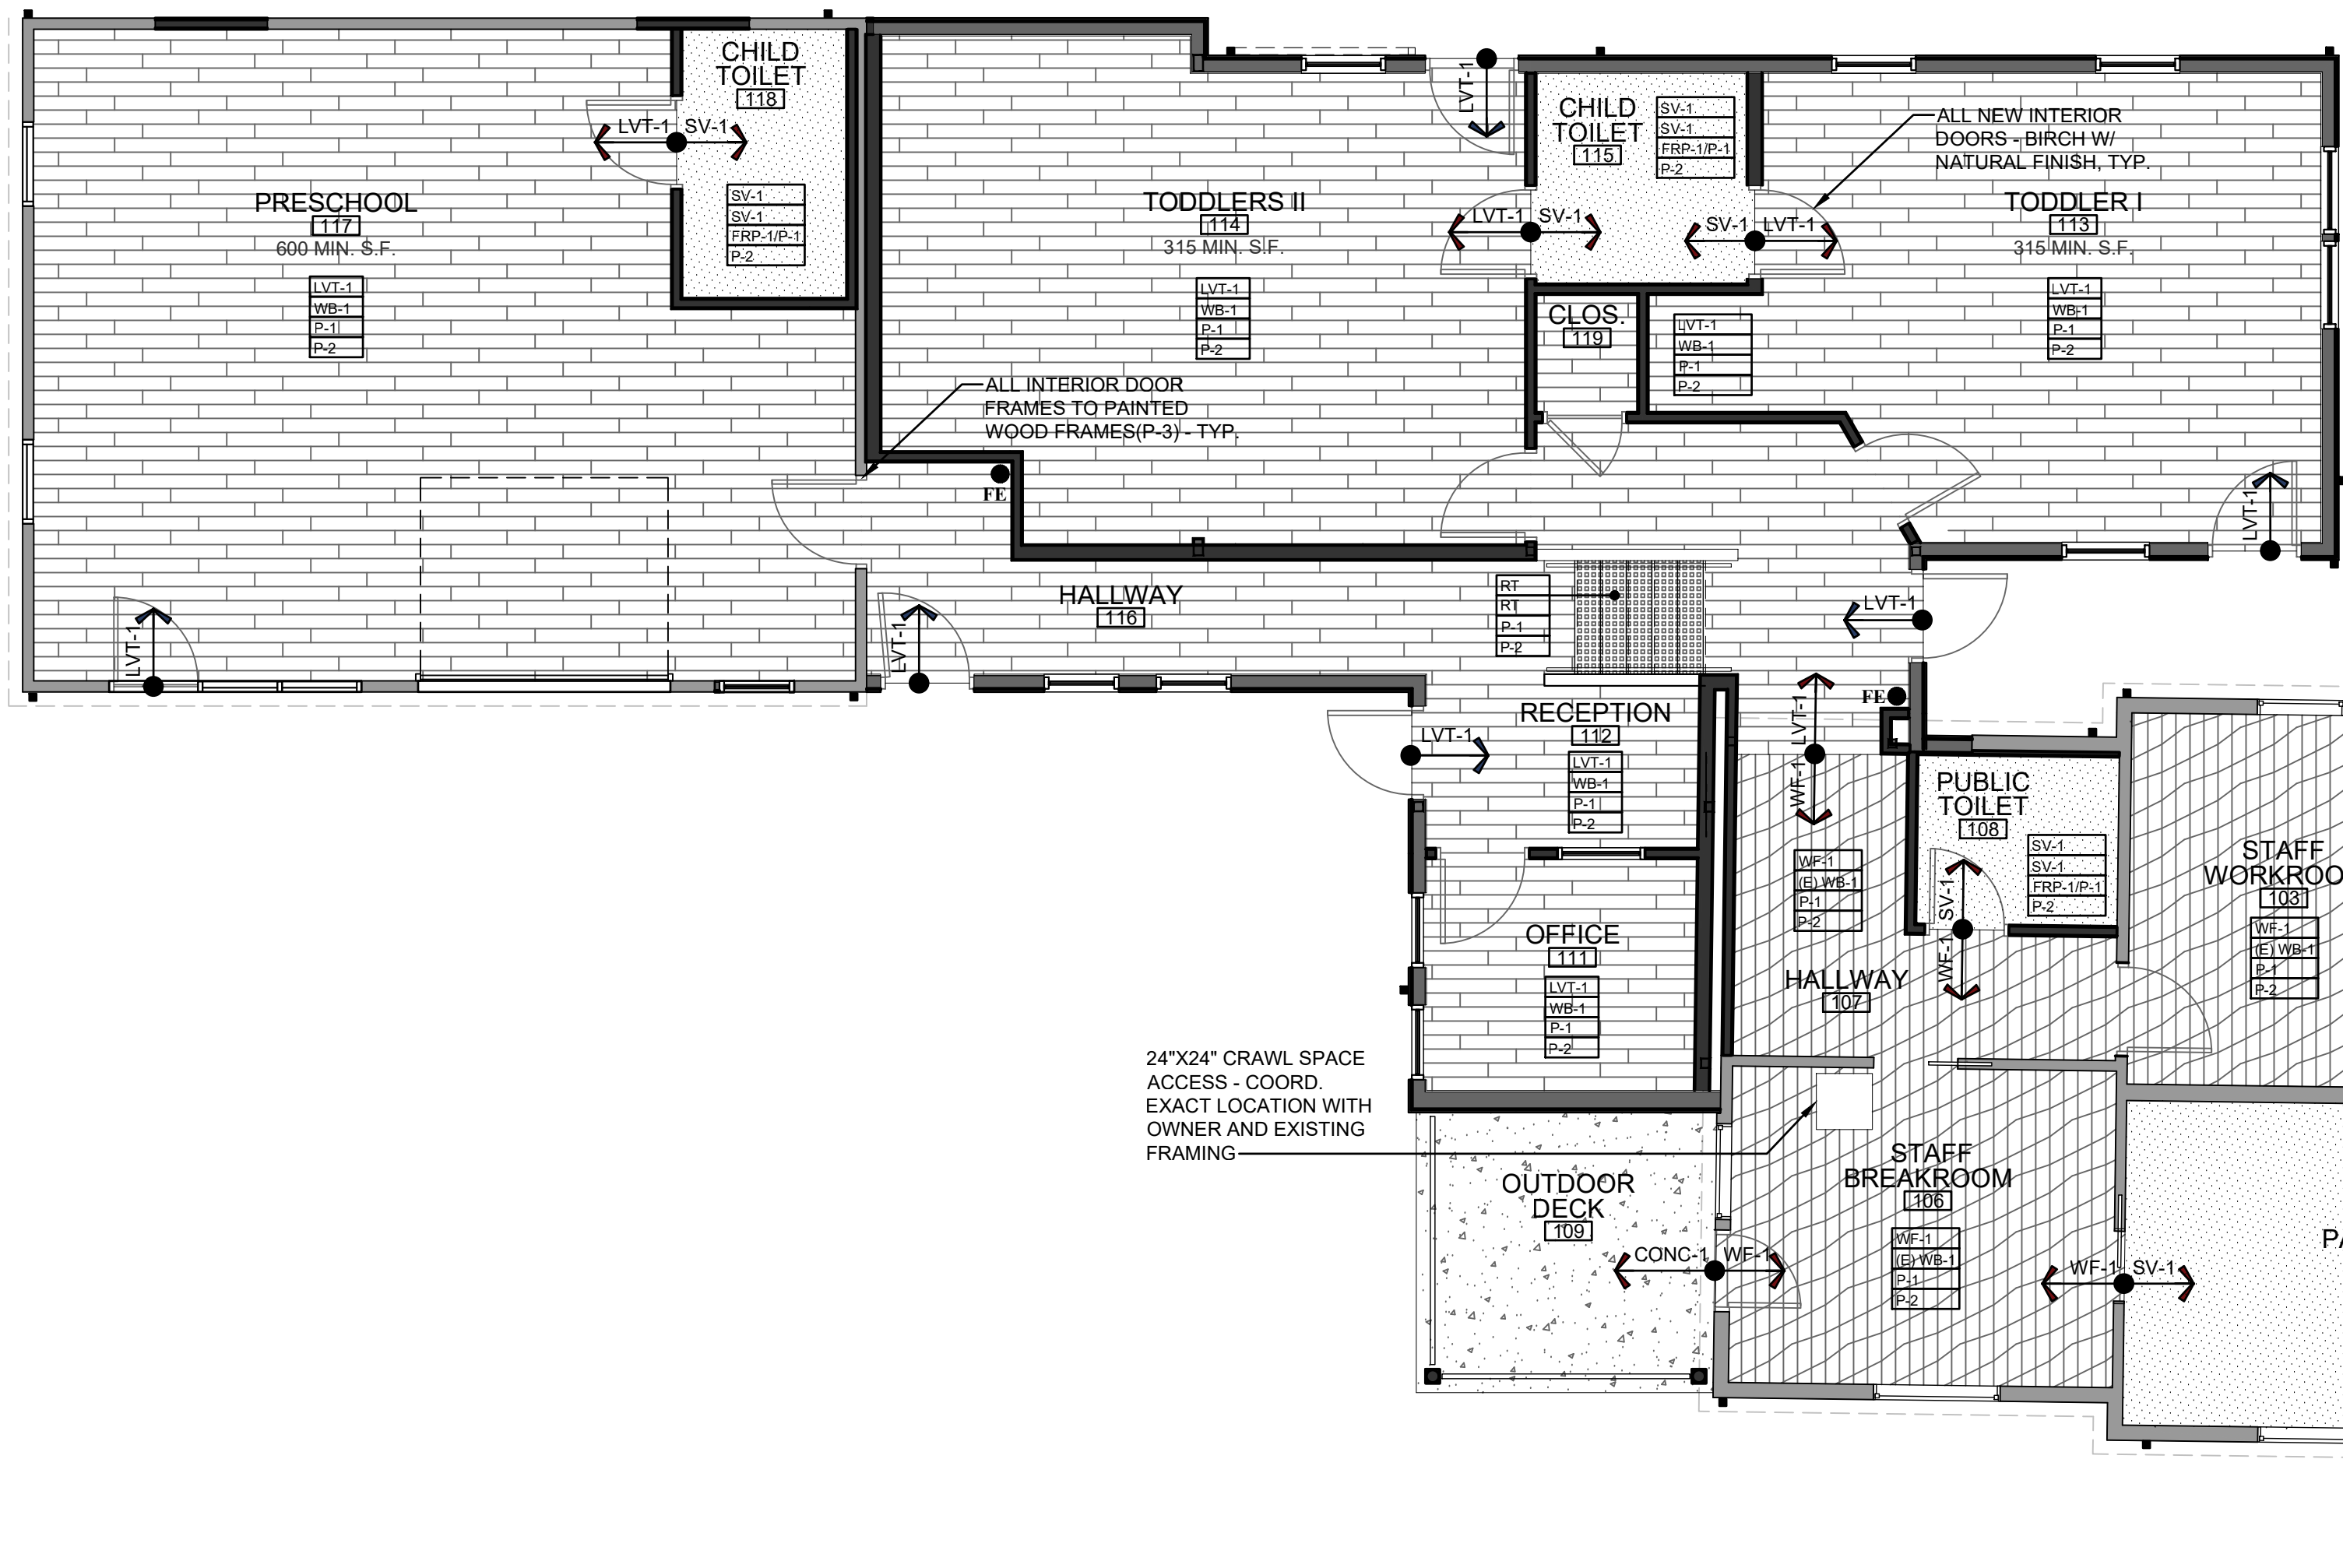 CHILD
TOILET
118
LVT-1 SV-1
SV-1
SV-1
FRP-1/P-1
P-2
PRESCHOOL
117
600 MIN. S.F.
LVT-1
WB-1
P-1
P-2
LVT-1
TODDLERS II
114
315 MIN. S.F.
LVT-1
WB-1
P-1
P-2
LVT-1
CHILD
TOILET
115
SV-1
SV-1
FRP-1/P-1
P-2
LVT-1 SV-1
SV-1 LVT-1
ALL NEW INTERIOR
DOORS - BIRCH W/
NATURAL FINISH, TYP.
TODDLER I
113
315 MIN. S.F.
LVT-1
WB-1
P-1
P-2
LVT-1
CLOS.
119
LVT-1
WB-1
P-1
P-2
ALL INTERIOR DOOR
FRAMES TO PAINTED
WOOD FRAMES(P-3) - TYP.
FE
HALLWAY
116
LVT-1
RT
RT
P-1
P-2
LVT-1
FE
RECEPTION
112
LVT-1
LVT-1
WB-1
P-1
P-2
LVT-1
WF-1
PUBLIC
TOILET
108
SV-1
SV-1
FRP-1/P-1
P-2
SV-1
WF-1
WF-1
(E) WB-1
P-1
P-2
HALLWAY
107
STAFF
WORKROO
103
WF-1
(E) WB-1
P-1
P-2
OFFICE
111
LVT-1
WB-1
P-1
P-2
24"X24" CRAWL SPACE
ACCESS - COORD.
EXACT LOCATION WITH
OWNER AND EXISTING
FRAMING
OUTDOOR
DECK
109
CONC-1 WF-1
STAFF
BREAKROOM
106
WF-1
(E) WB-1
P-1
P-2
WF-1 SV-1
PA